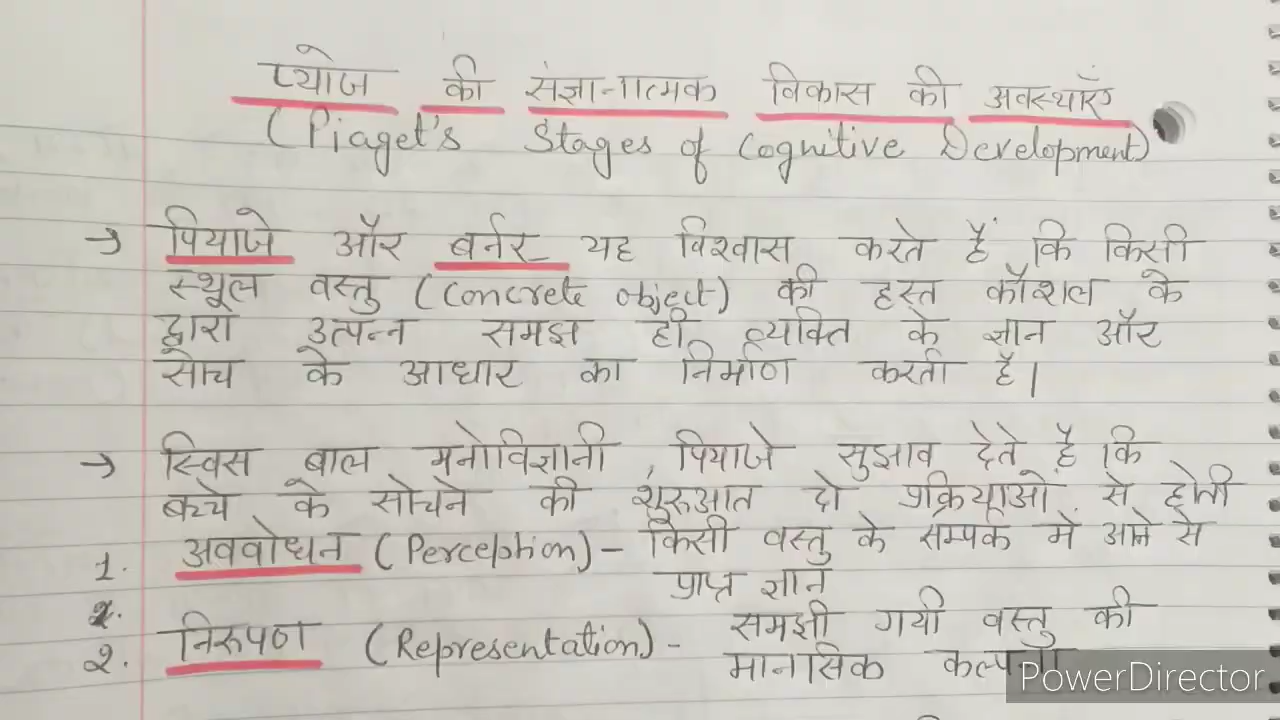 प्योज की संज्ञानात्मक विकास की अवस्थाएँ
(Piaget's Stages of Cognitive Development)
→ पियाजे और बर्नर यह विश्वास करते हैं कि किसी
स्थूल वस्तु (Concrete object) की हस्त कौशल के
द्वारा उत्पन्न समझ ही व्यक्ति के ज्ञान और
सोच के आधार का निर्माण करती है।
→ स्विस बाल मनोविज्ञानी, पियाजे सुझाव देते है कि
बच्चे के सोचने की शुरुआत दो प्रक्रियाओं से होती
1. अवबोधन (Perception) - किसी वस्तु के सम्पर्क मे आने से
प्राप्त ज्ञान
2. निरुपण (Representation) - समझी गयी वस्तु की
मानसिक कल्पना
PowerDirector